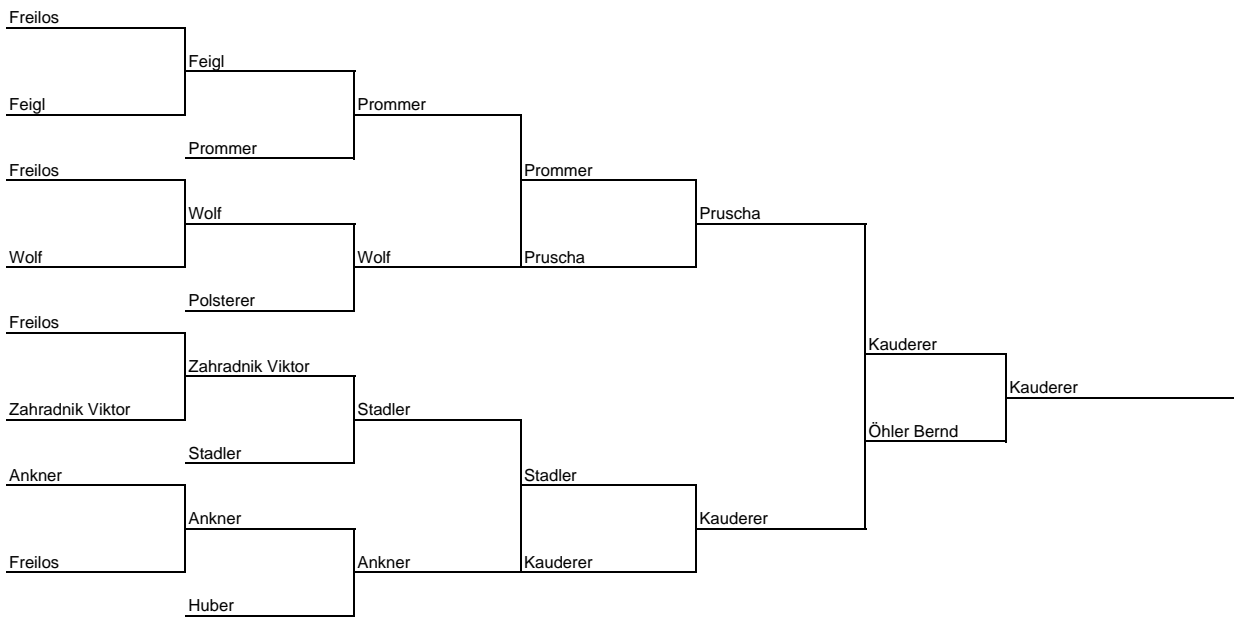 Freilos
Feigl
Feigl
Prommer
Prommer
Freilos
Prommer
Wolf
Pruscha
Wolf
Wolf
Pruscha
Polsterer
Freilos
Kauderer
Zahradnik Viktor
Kauderer
Zahradnik Viktor
Stadler
Öhler Bernd
Stadler
Ankner
Stadler
Ankner
Kauderer
Freilos
Ankner
Kauderer
Huber